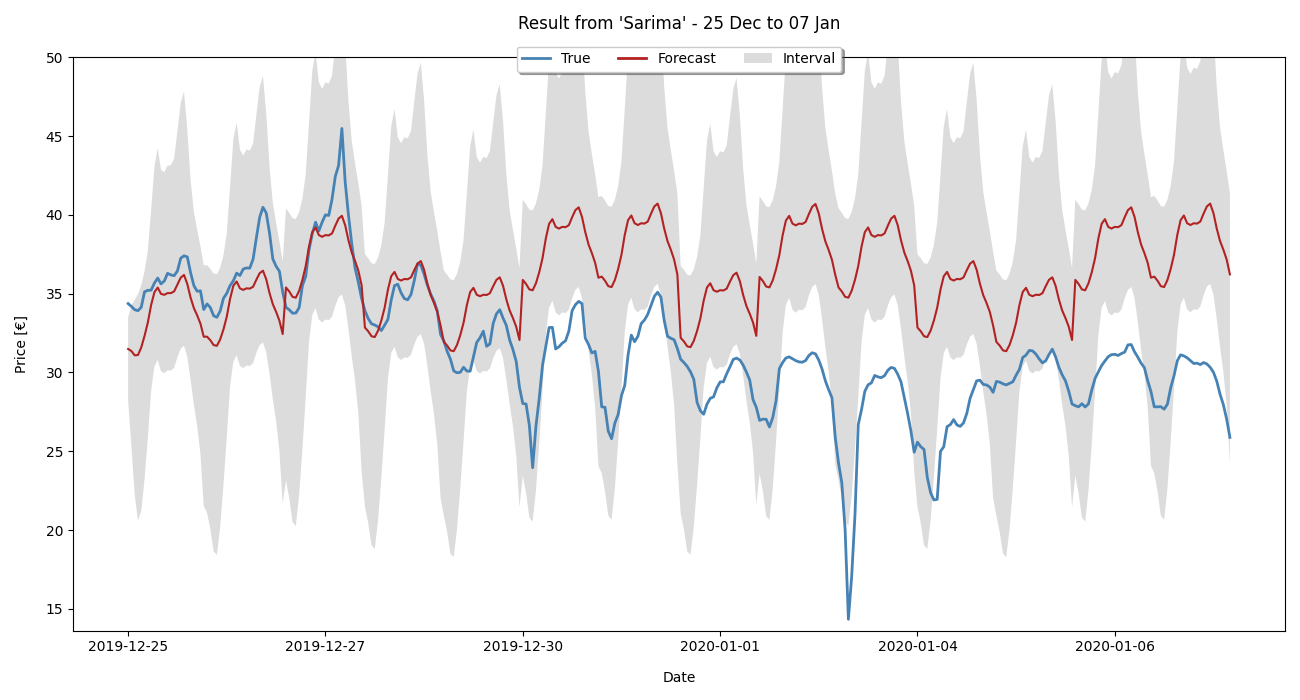 Result from 'Sarima' - 25 Dec to 07 Jan
True Forecast Interval
50
45
40
35
30
25
20
15
Price [€]
2019-12-25 2019-12-27 2019-12-30 2020-01-01 2020-01-04 2020-01-06
Date